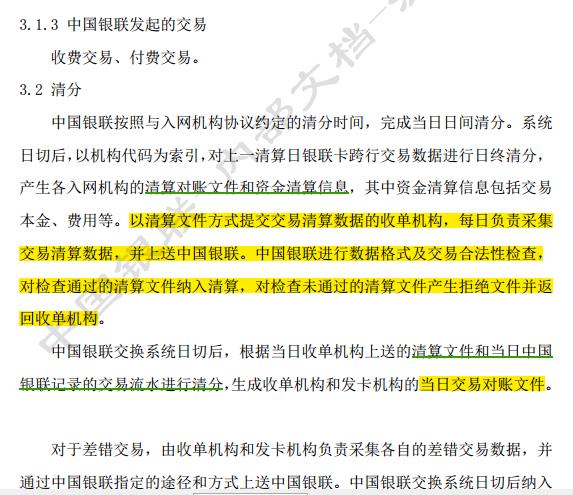 3.1.3 中国银联发起的交易
收费交易、付费交易。
3.2 清分
中国银联按照与入网机构协议约定的清分时间，完成当日日间清分。系统
日切后，以机构代码为索引，对上一清算日银联卡跨行交易数据进行日终清分，
产生各入网机构的清算对账文件和资金清算信息，其中资金清算信息包括交易
本金、费用等。以清算文件方式提交交易清算数据的收单机构，每日负责采集
交易清算数据，并上送中国银联。中国银联进行数据格式及交易合法性检查，
对检查通过的清算文件纳入清算，对检查未通过的清算文件产生拒绝文件并返
回收单机构。
中国银联交换系统日切后，根据当日收单机构上送的清算文件和当日中国
银联记录的交易流水进行清分，生成收单机构和发卡机构的当日交易对账文件。
对于差错交易，由收单机构和发卡机构负责采集各自的差错交易数据，并
通过中国银联指定的途径和方式上送中国银联。中国银联交换系统日切后纳入
中国银联 内部文档